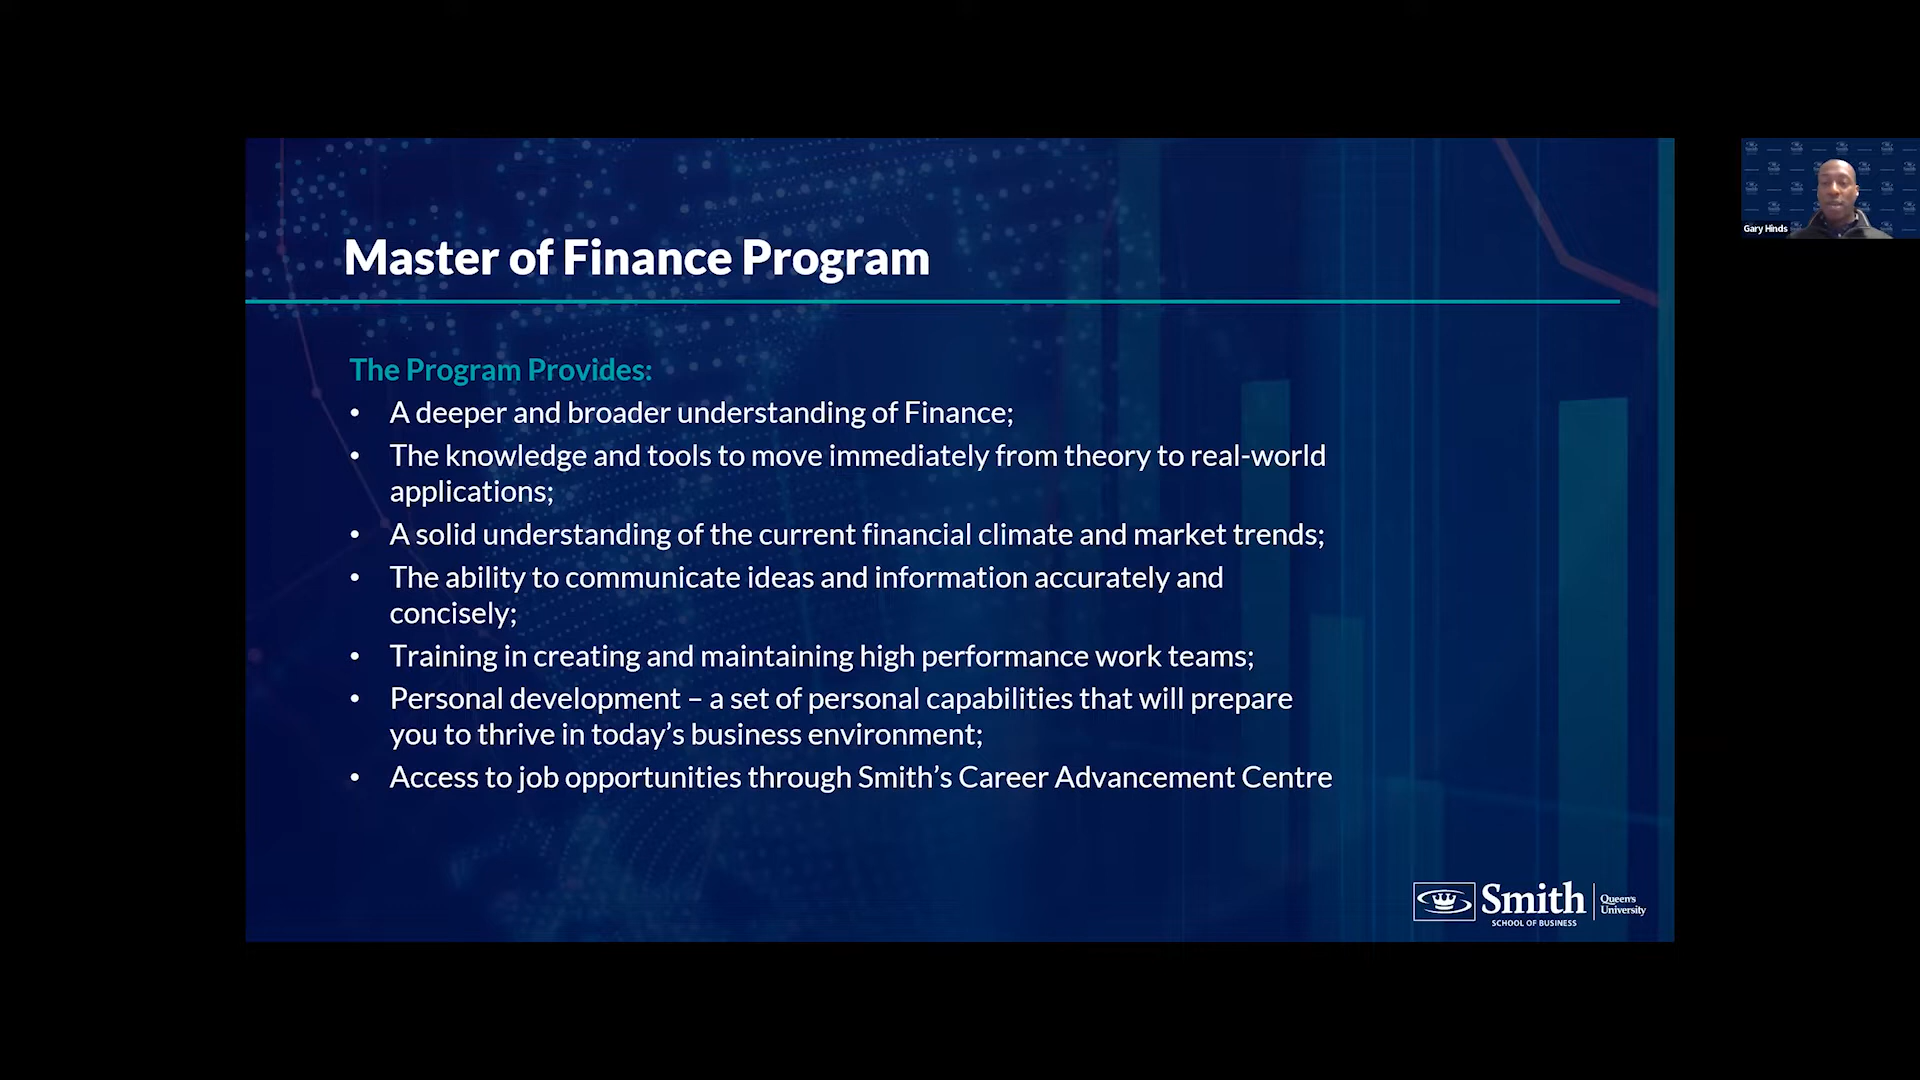 Master of Finance Program
The Program Provides:
• A deeper and broader understanding of Finance;
• The knowledge and tools to move immediately from theory to real-world
applications;
• A solid understanding of the current financial climate and market trends;
• The ability to communicate ideas and information accurately and
concisely;
• Training in creating and maintaining high performance work teams;
• Personal development – a set of personal capabilities that will prepare
you to thrive in today’s business environment;
• Access to job opportunities through Smith’s Career Advancement Centre
Smith
SCHOOL OF BUSINESS
Queen's
University
Gary Hinds